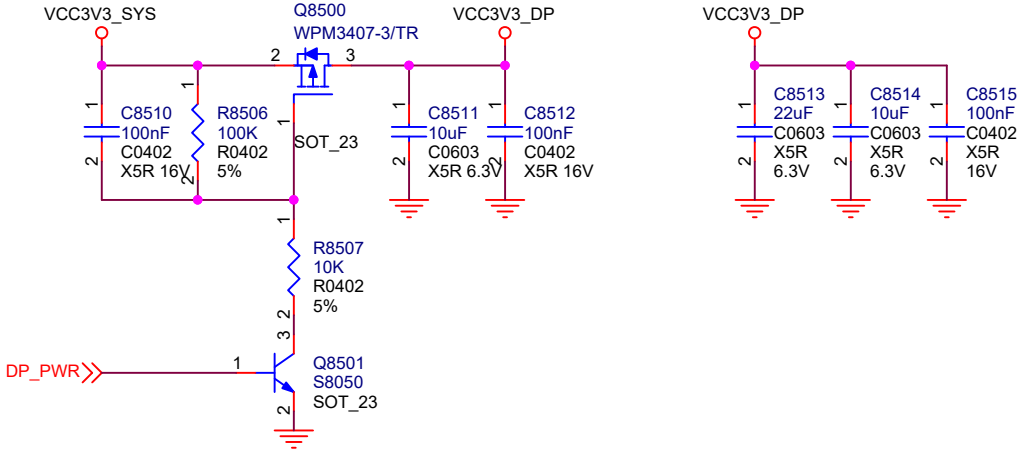 VCC3V3_SYS
Q8500
WPM3407-3/TR
VCC3V3_DP
VCC3V3_DP
2
3
1
C8510
100nF
C0402
X5R 16V
2
1
R8506
100K
R0402
5%
2
1
SOT_23
1
C8511
10uF
C0603
X5R 6.3V
2
1
C8512
100nF
C0402
X5R 16V
2
1
C8513
22uF
C0603
X5R
6.3V
2
1
C8514
10uF
C0603
X5R
6.3V
2
1
C8515
100nF
C0402
X5R
16V
2
1
R8507
10K
R0402
5%
2
3
DP_PWR
1
Q8501
S8050
SOT_23
2